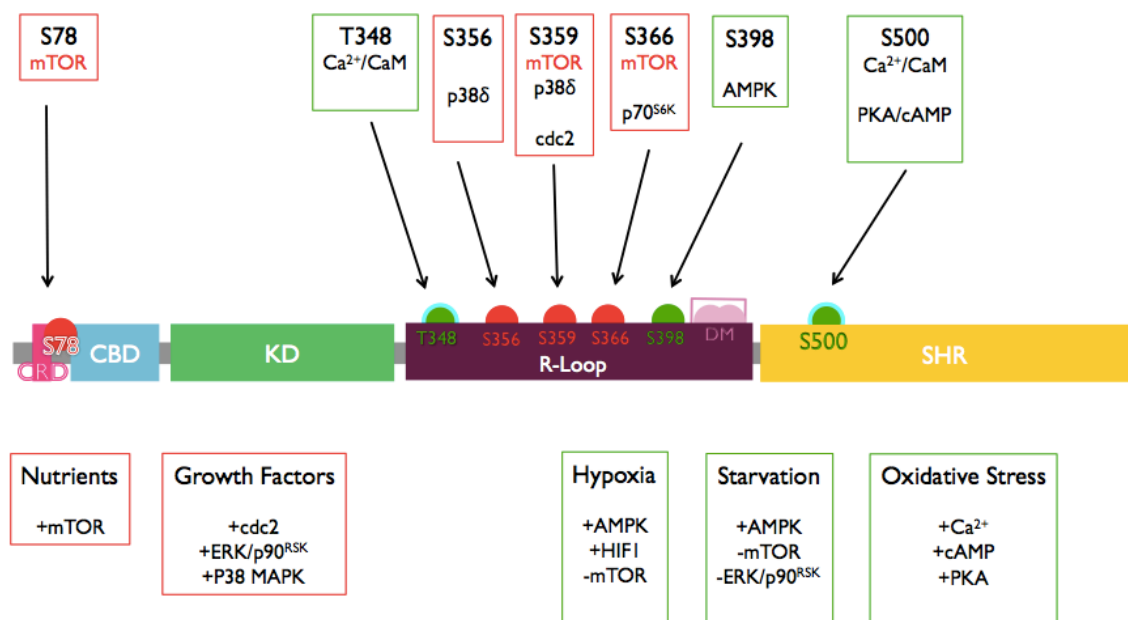 S78
mTOR
T348
Ca²⁺/CaM
S356
p38δ
S359
mTOR
p38δ
cdc2
S366
mTOR
p70ˢ⁶ᴷ
S398
AMPK
S500
Ca²⁺/CaM
PKA/cAMP
S78
CRD
CBD
KD
T348
S356
S359
S366
S398
DM
R-Loop
S500
SHR
Nutrients
+mTOR
Growth Factors
+cdc2
+ERK/p90ᴿˢᴷ
+P38 MAPK
Hypoxia
+AMPK
+HIF1
-mTOR
Starvation
+AMPK
-mTOR
-ERK/p90ᴿˢᴷ
Oxidative Stress
+Ca²⁺
+cAMP
+PKA